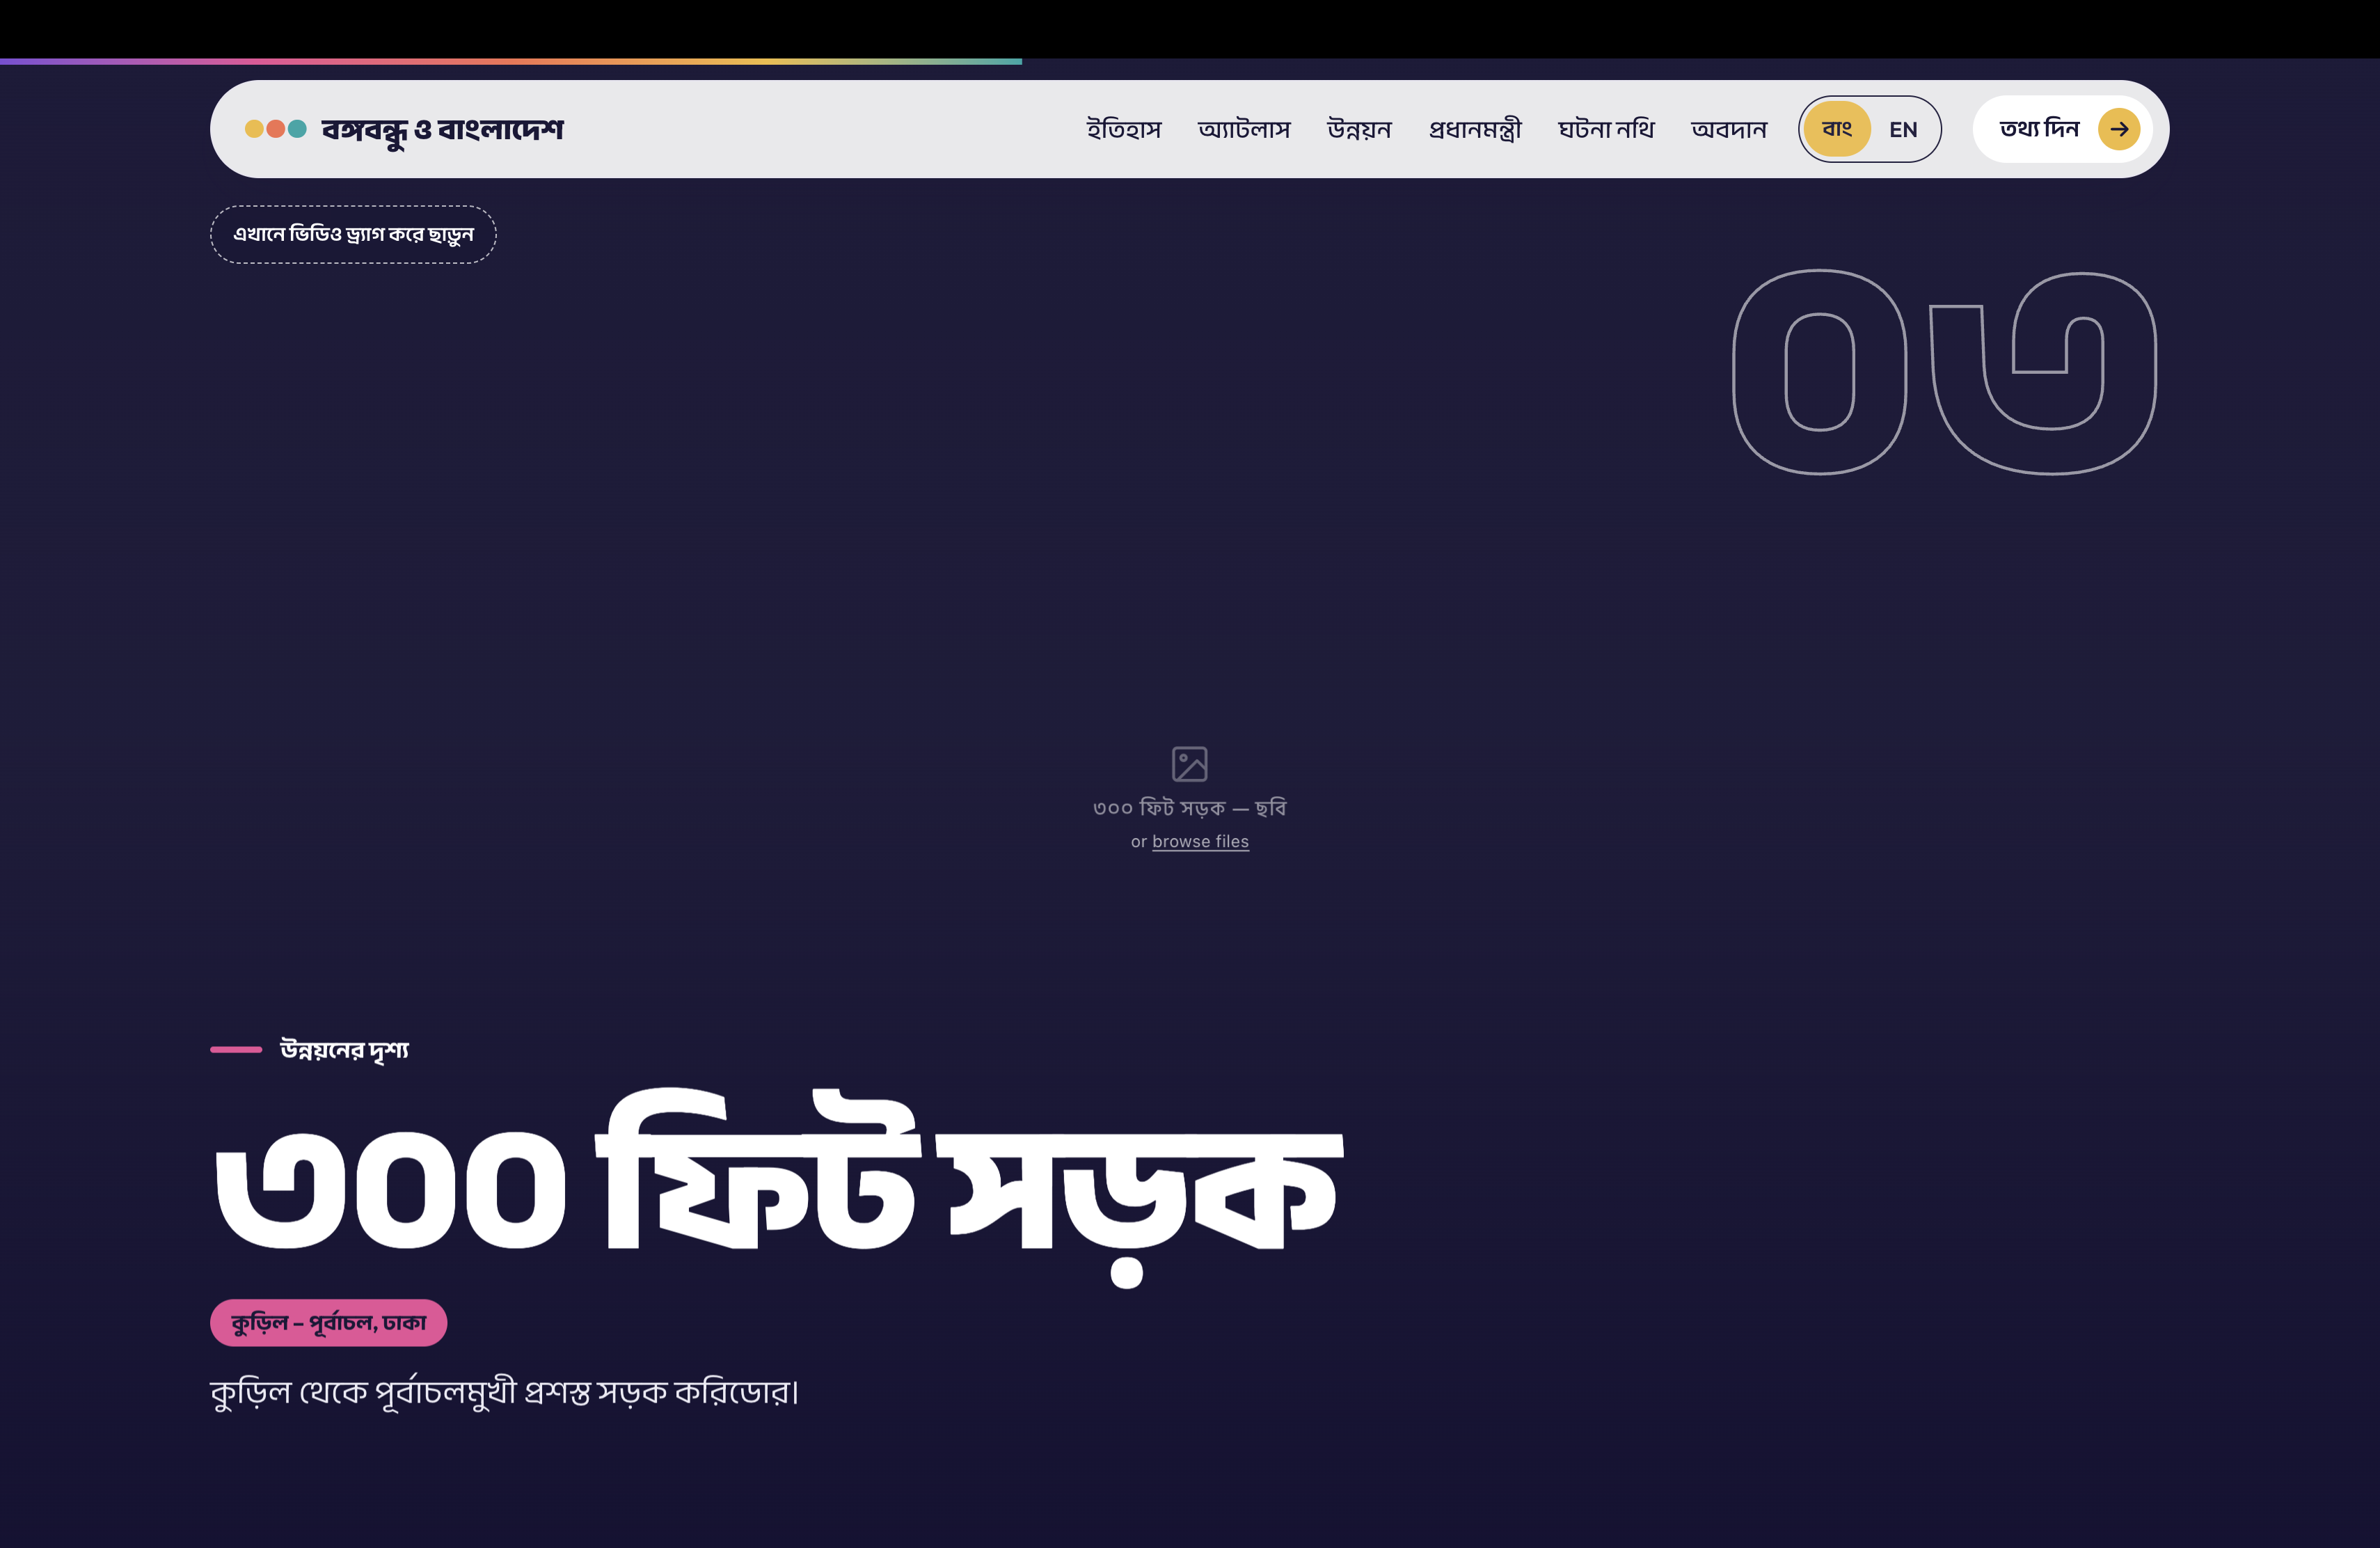 বঙ্গবন্ধু ও বাংলাদেশ
ইতিহাস অ্যাটলাস উন্নয়ন প্রধানমন্ত্রী ঘটনা নথি অবদান বাং EN তথ্য দিন
এখানে ভিডিও ড্র্যাগ করে ছাড়ুন
০৩
৩০০ ফিট সড়ক — ছবি
or browse files
উন্নয়নের দৃশ্য
৩০০ ফিট সড়ক
কুড়িল – পূর্বাচল, ঢাকা
কুড়িল থেকে পূর্বাচলমুখী প্রশস্ত সড়ক করিডোর।